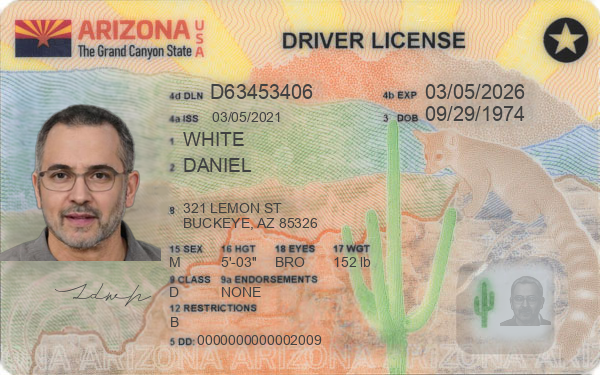 ARIZONA USA
The Grand Canyon State
DRIVER LICENSE
4d DLN D63453406 4b EXP 03/05/2026
4a ISS 03/05/2021 3 DOB 09/29/1974
1 WHITE
2 DANIEL
8 321 LEMON ST
BUCKEYE, AZ 85326
15 SEX 16 HGT 18 EYES 17 WGT
M 5'-03" BRO 152 lb
9 CLASS 9a ENDORSEMENTS
D NONE
12 RESTRICTIONS
B
5 DD: 0000000000002009
ONA ARIZONA ARIZONA ARIZONA ARIZONA